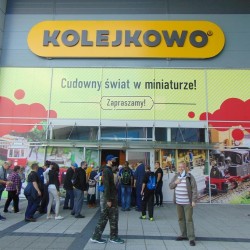 KOLEJKOWO®
Cudowny świat w miniaturze!
Zapraszamy!